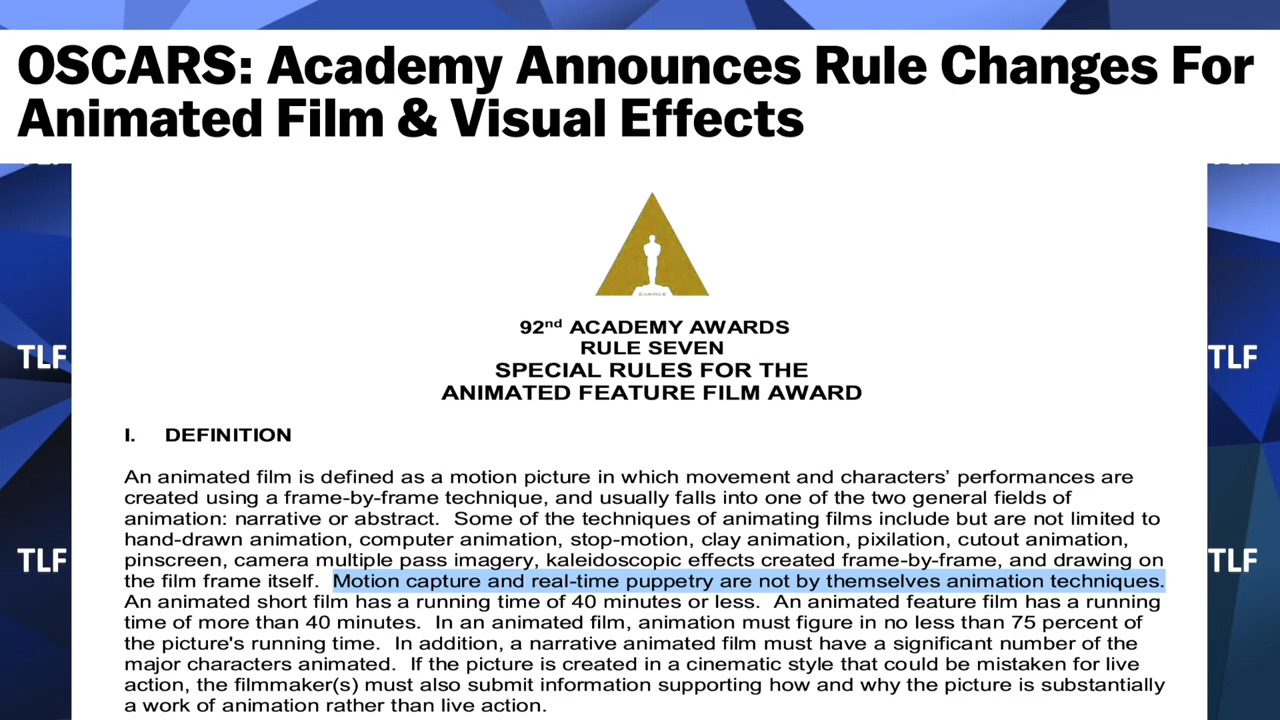 OSCARS: Academy Announces Rule Changes For
Animated Film & Visual Effects
92nd ACADEMY AWARDS
RULE SEVEN
TLF
TLF
SPECIAL RULES FOR THE
ANIMATED FEATURE FILM AWARD
I. DEFINITION
An animated film is defined as a motion picture in which movement and characters' performances are
created using a frame-by-frame technique, and usually falls into one of the two general fields of
animation: narrative or abstract. Some of the techniques of animating films include but are not limited to
hand-drawn animation, computer animation, stop-motion, clay animation, pixilation, cutout animation,
pinscreen, camera multiple pass imagery, kaleidoscopic effects created frame-by-frame, and drawing on
TLF
TLF
the film frame itself. Motion capture and real-time puppetry are not by themselves animation techniques.
An animated short film has a running time of 40 minutes or less. An animated feature film has a running
time of more than 40 minutes. In an animated film, animation must figure in no less than 75 percent of
the picture's running time. In addition, a narrative animated film must have a significant number of the
major characters animated. If the picture is created in a cinematic style that could be mistaken for live
action, the filmmaker(s) must also submit information supporting how and why the picture is substantially
a work of animation rather than live action.